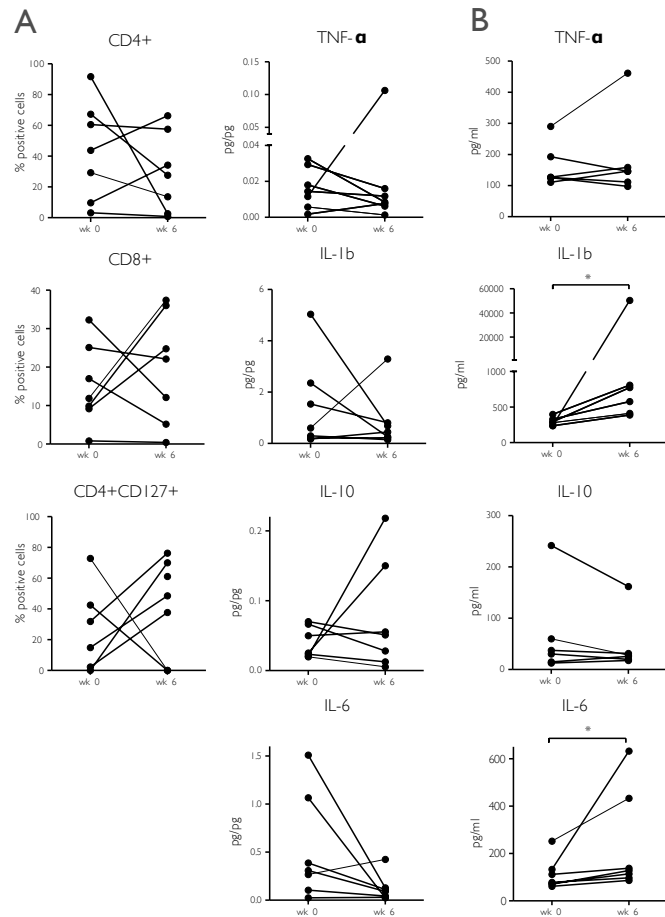 A
B
CD4+
% positive cells
100
80
60
40
20
0
wk 0
wk 6
TNF-α
pg/pg
0.15
0.10
0.05
0.04
0.02
0.00
wk 0
wk 6
TNF-α
pg/ml
500
400
300
200
100
0
wk 0
wk 6
CD8+
% positive cells
40
30
20
10
0
wk 0
wk 6
IL-1b
pg/pg
6
4
2
0
wk 0
wk 6
IL-1b
*
pg/ml
60000
40000
20000
1000
500
0
wk 0
wk 6
CD4+CD127+
% positive cells
100
80
60
40
20
0
wk 0
wk 6
IL-10
pg/pg
0.2
0.1
0.0
wk 0
wk 6
IL-10
pg/ml
300
200
100
0
wk 0
wk 6
IL-6
pg/pg
1.5
1.0
0.5
0.0
wk 0
wk 6
IL-6
*
pg/ml
600
400
200
0
wk 0
wk 6